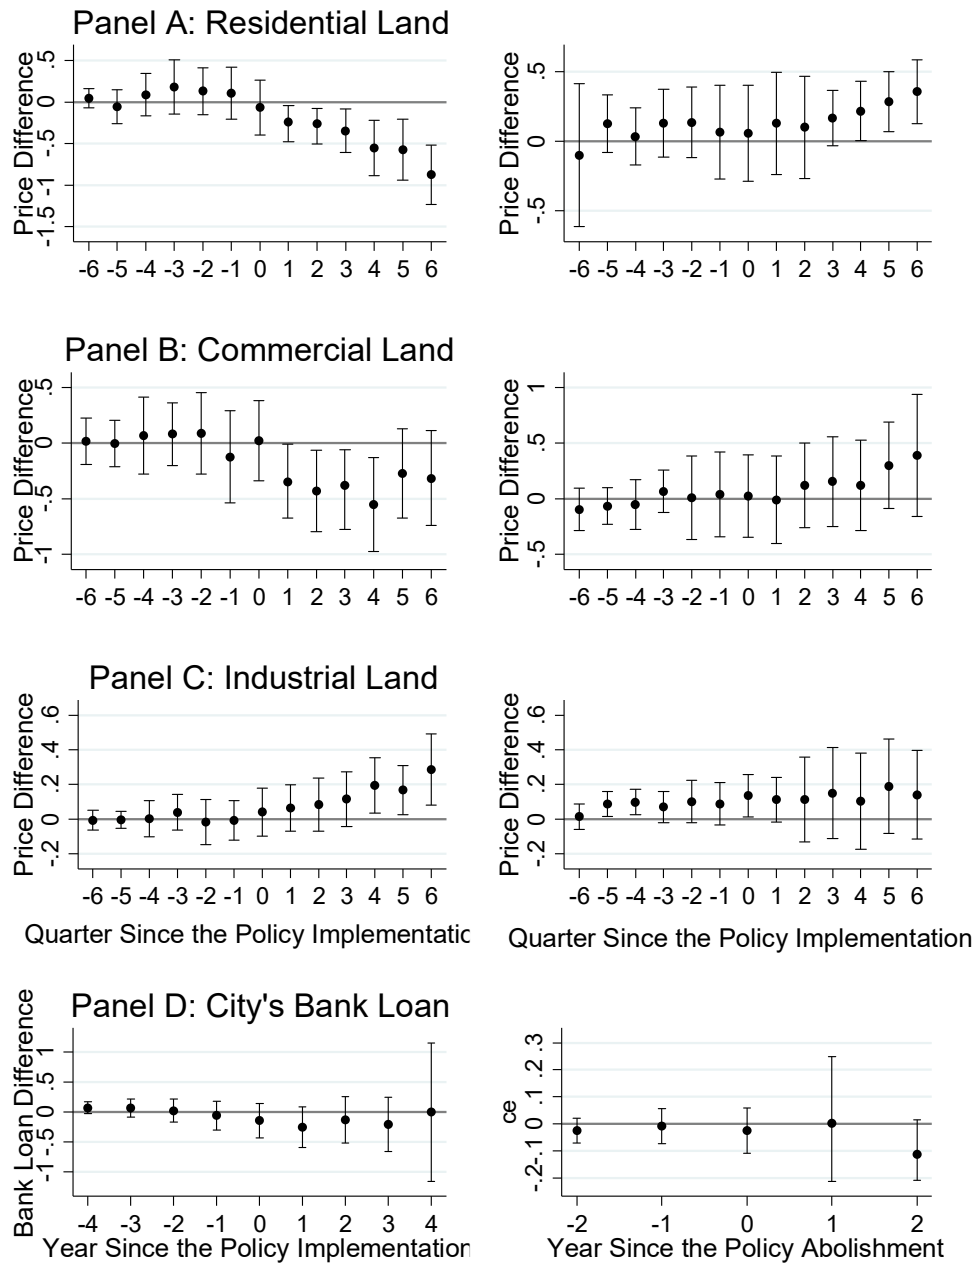 Panel A: Residential Land
Price Difference
.5
0
-.5
-1
-1.5
-6 -5 -4 -3 -2 -1 0 1 2 3 4 5 6
Price Difference
.5
0
-.5
-6 -5 -4 -3 -2 -1 0 1 2 3 4 5 6
Panel B: Commercial Land
Price Difference
.5
0
-.5
-1
-6 -5 -4 -3 -2 -1 0 1 2 3 4 5 6
Price Difference
1
.5
0
-.5
-6 -5 -4 -3 -2 -1 0 1 2 3 4 5 6
Panel C: Industrial Land
Price Difference
.6
.4
.2
0
-.2
-6 -5 -4 -3 -2 -1 0 1 2 3 4 5 6
Quarter Since the Policy Implementatic
Price Difference
.6
.4
.2
0
-.2
-6 -5 -4 -3 -2 -1 0 1 2 3 4 5 6
Quarter Since the Policy Implementation
Panel D: City's Bank Loan
Bank Loan Difference
1
.5
0
-.5
-1
-4 -3 -2 -1 0 1 2 3 4
Year Since the Policy Implementation
ce
.3
.2
.1
0
-.1
-.2
-2 -1 0 1 2
Year Since the Policy Abolishment